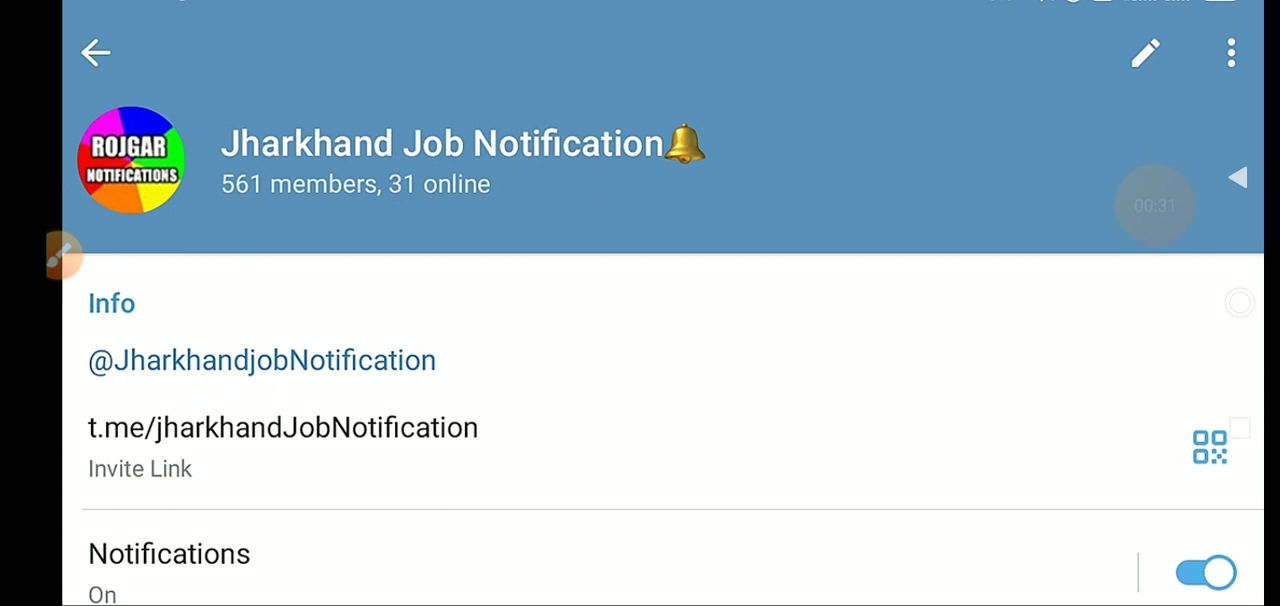 ROJGAR
NOTIFICATIONS
Jharkhand Job Notification🔔
561 members, 31 online
00:31
Info
@JharkhandjobNotification
t.me/jharkhandJobNotification
Invite Link
Notifications
On